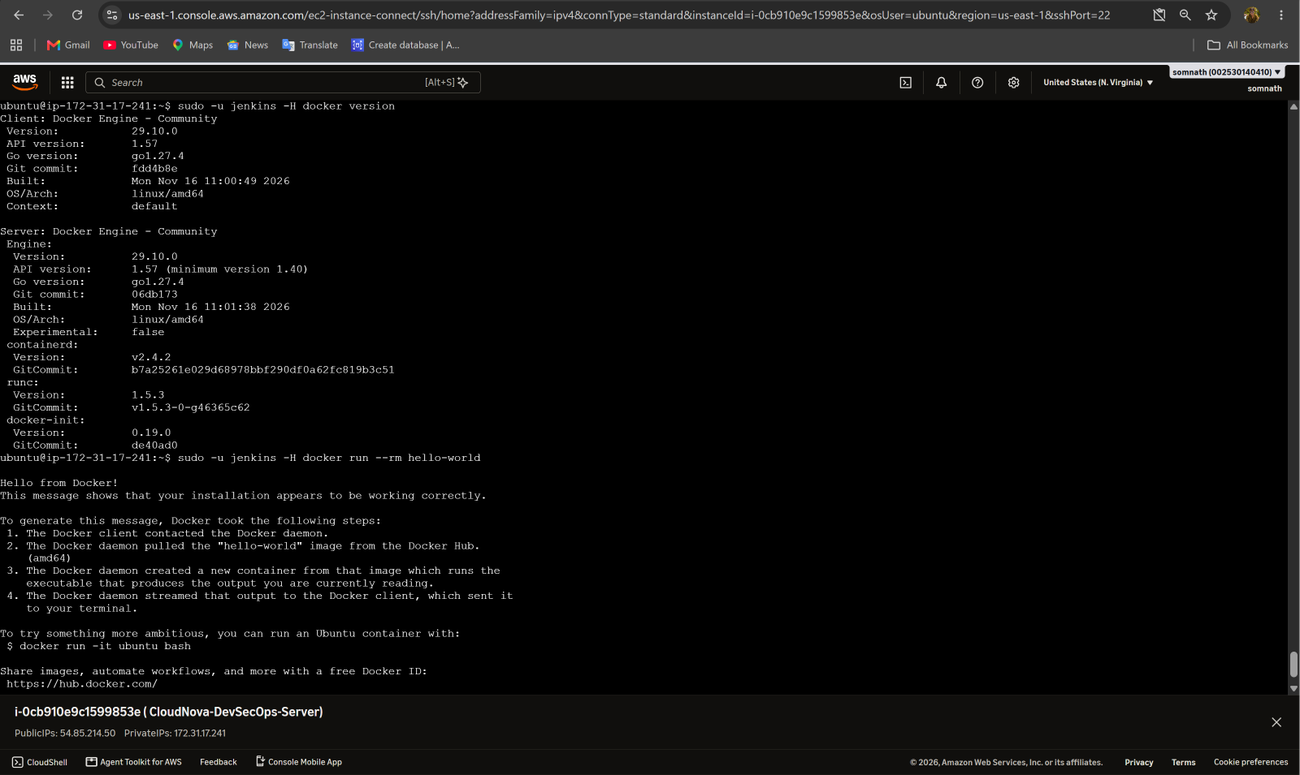 us-east-1.console.aws.amazon.com/ec2-instance-connect/ssh/home?addressFamily=ipv4&connType=standard&instanceId=i-0cb910e9c1599853e&osUser=ubuntu&region=us-east-1&sshPort=22
Gmail YouTube Maps News Translate Create database | A... All Bookmarks
aws Search [Alt+S] United States (N. Virginia) somnath (002530140410)
somnath
ubuntu@ip-172-31-17-241:~$ sudo -u jenkins -H docker version
Client: Docker Engine - Community
 Version: 29.10.0
 API version: 1.57
 Go version: go1.27.4
 Git commit: fdd4b8e
 Built: Mon Nov 16 11:00:49 2026
 OS/Arch: linux/amd64
 Context: default

Server: Docker Engine - Community
 Engine:
  Version: 29.10.0
  API version: 1.57 (minimum version 1.40)
  Go version: go1.27.4
  Git commit: 06db173
  Built: Mon Nov 16 11:01:38 2026
  OS/Arch: linux/amd64
  Experimental: false
 containerd:
  Version: v2.4.2
  GitCommit: b7a25261e029d68978bbf290df0a62fc819b3c51
 runc:
  Version: 1.5.3
  GitCommit: v1.5.3-0-g46365c62
 docker-init:
  Version: 0.19.0
  GitCommit: de40ad0
ubuntu@ip-172-31-17-241:~$ sudo -u jenkins -H docker run --rm hello-world

Hello from Docker!
This message shows that your installation appears to be working correctly.

To generate this message, Docker took the following steps:
 1. The Docker client contacted the Docker daemon.
 2. The Docker daemon pulled the "hello-world" image from the Docker Hub.
    (amd64)
 3. The Docker daemon created a new container from that image which runs the
    executable that produces the output you are currently reading.
 4. The Docker daemon streamed that output to the Docker client, which sent it
    to your terminal.

To try something more ambitious, you can run an Ubuntu container with:
 $ docker run -it ubuntu bash

Share images, automate workflows, and more with a free Docker ID:
 https://hub.docker.com/
i-0cb910e9c1599853e (CloudNova-DevSecOps-Server)
PublicIPs: 54.85.214.50 PrivateIPs: 172.31.17.241
CloudShell Agent Toolkit for AWS Feedback Console Mobile App © 2026, Amazon Web Services, Inc. or its affiliates. Privacy Terms Cookie preferences